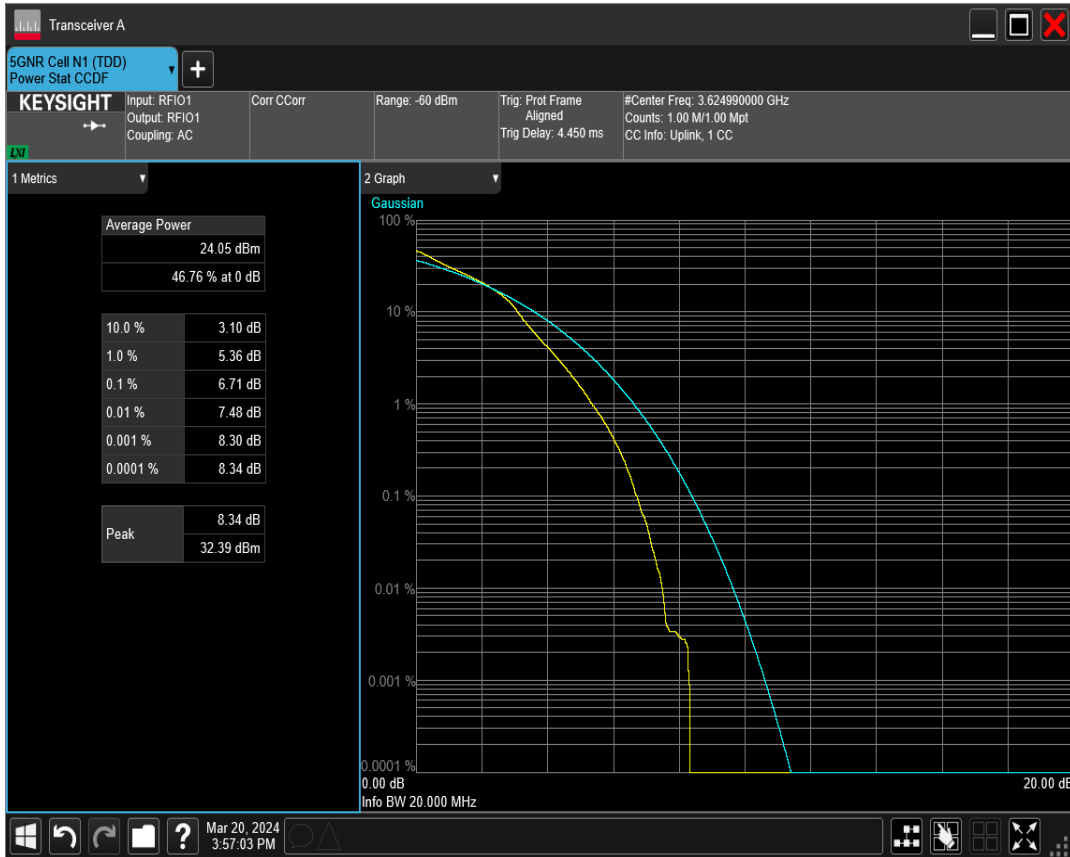 Transceiver A
5GNR Cell N1 (TDD)
Power Stat CCDF
+
KEYSIGHT
LXI
Input: RFIO1
Output: RFIO1
Coupling: AC
Corr CCorr
Range: -60 dBm
Trig: Prot Frame
Aligned
Trig Delay: 4.450 ms
#Center Freq: 3.624990000 GHz
Counts: 1.00 M/1.00 Mpt
CC Info: Uplink, 1 CC
1 Metrics
Average Power
24.05 dBm
46.76 % at 0 dB
10.0 % 3.10 dB
1.0 % 5.36 dB
0.1 % 6.71 dB
0.01 % 7.48 dB
0.001 % 8.30 dB
0.0001 % 8.34 dB
Peak
8.34 dB
32.39 dBm
2 Graph
Gaussian
100 %
10 %
1 %
0.1 %
0.01 %
0.001 %
0.0001 %
0.00 dB 20.00 dB
Info BW 20.000 MHz
?
Mar 20, 2024
3:57:03 PM